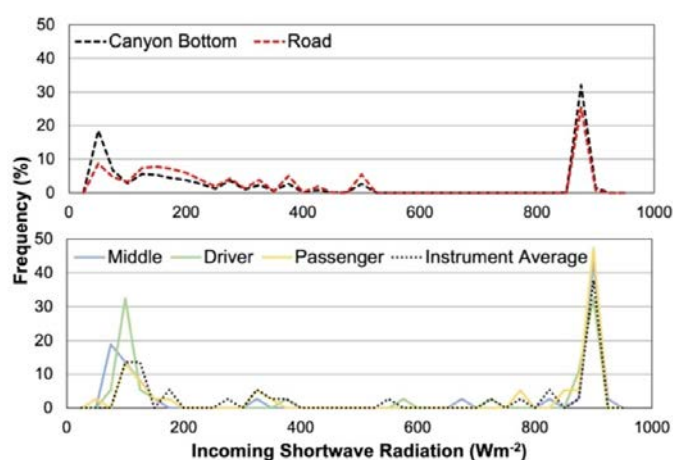 50
Canyon Bottom Road
40
30
20
10
0
0 200 400 600 800 1000
Frequency (%)
50
Middle Driver Passenger Instrument Average
40
30
20
10
0
0 200 400 600 800 1000
Incoming Shortwave Radiation (Wm⁻²)